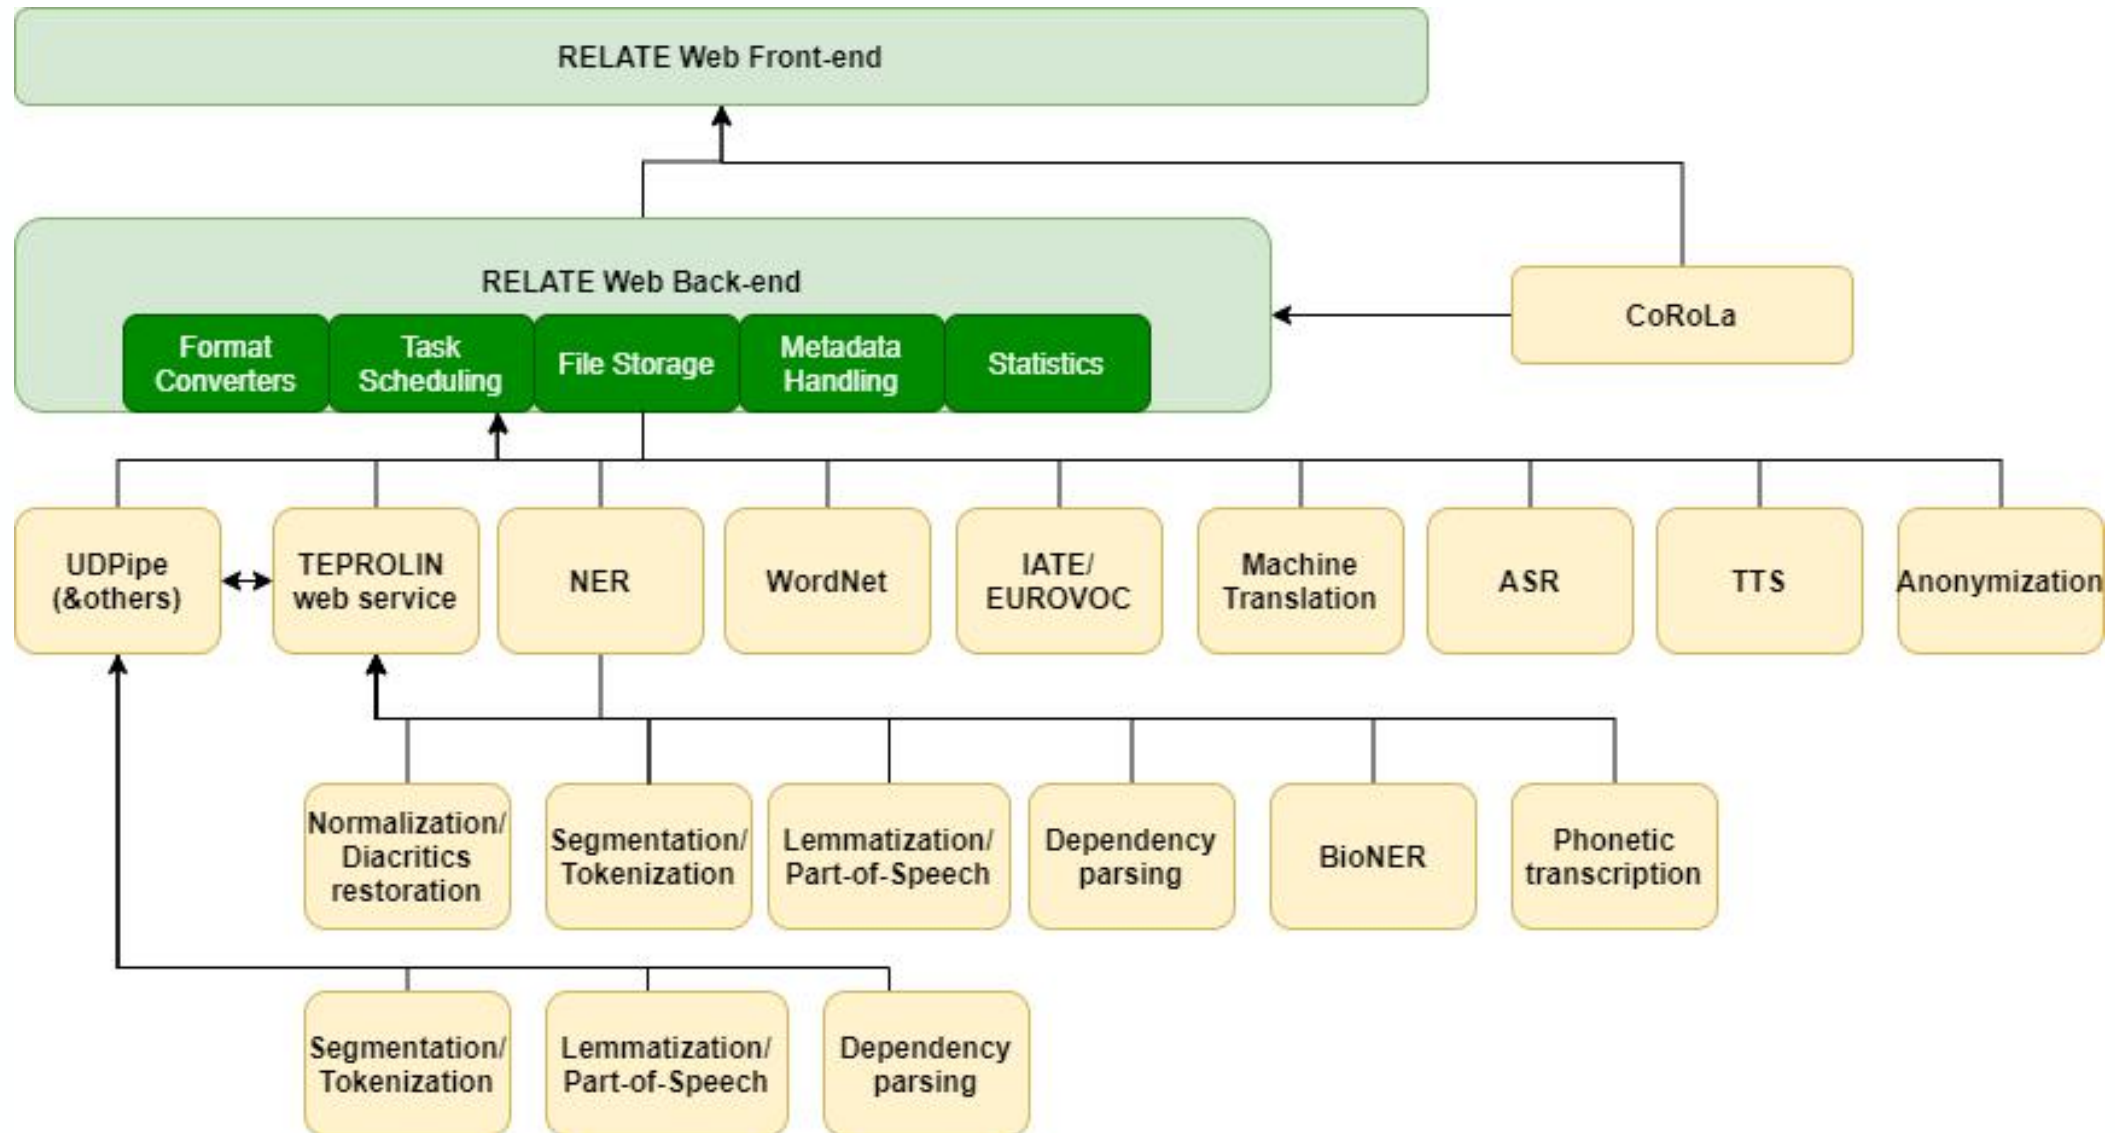 RELATE Web Front-end
RELATE Web Back-end
CoRoLa
Format
Converters
Task
Scheduling
File Storage
Metadada
Handling
Statistics
UDPipe
(&others)
TEPROLIN
web service
NER
WordNet
IATE/
EUROVOC
Machine
Translation
ASR
TTS
Anonymization
Normalization/
Diacritics
restoration
Segmentation/
Tokenization
Lemmatization/
Part-of-Speech
Dependency
parsing
BioNER
Phonetic
transcription
Segmentation/
Tokenization
Lemmatization/
Part-of-Speech
Dependency
parsing